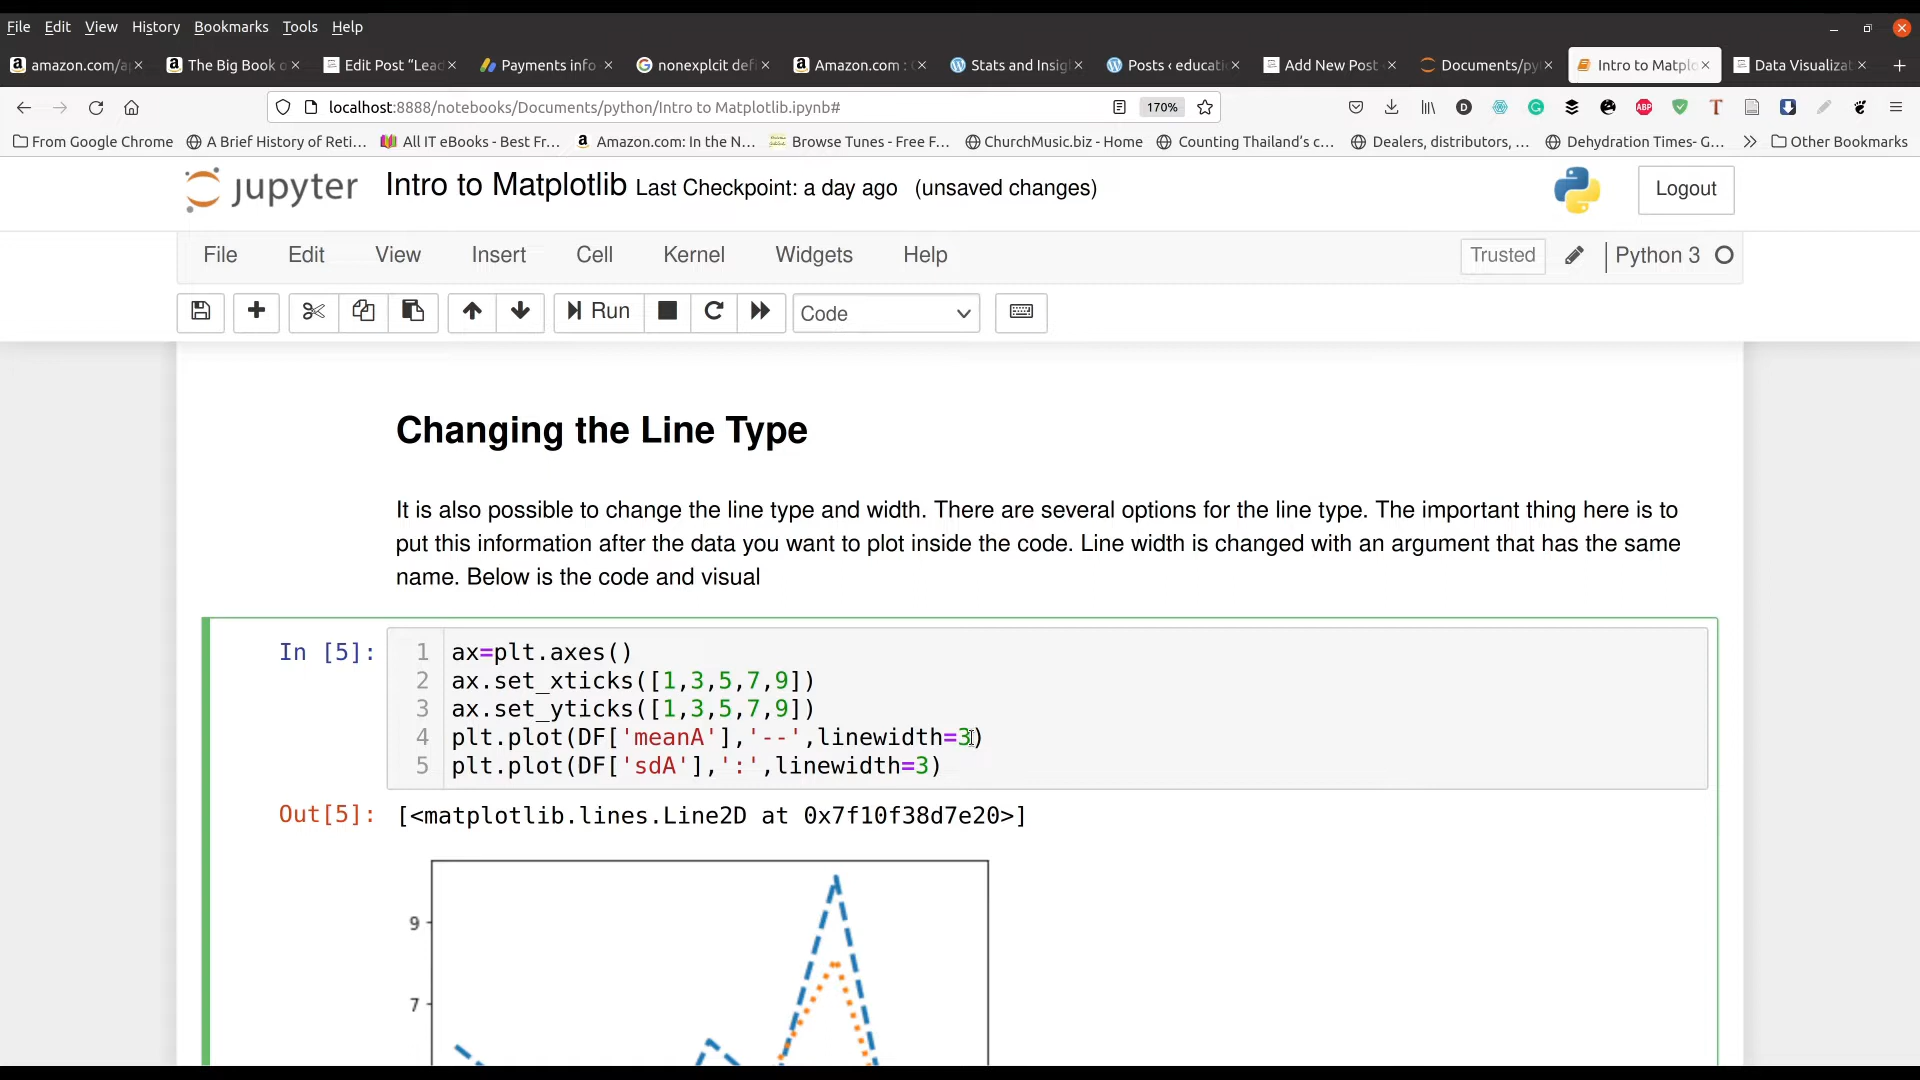 File Edit View History Bookmarks Tools Help
amazon.com/a The Big Book o Edit Post “Lea Payments info nonexplcit def Amazon.com : Stats and Insig Posts ‹ educati Add New Post Documents/py Intro to Matplo Data Visualizat
localhost:8888/notebooks/Documents/python/Intro to Matplotlib.ipynb# 170%
From Google Chrome A Brief History of Reti... All IT eBooks - Best Fr... Amazon.com: In the N... Browse Tunes - Free F... ChurchMusic.biz - Home Counting Thailand's c... Dealers, distributors, ... Dehydration Times- G... Other Bookmarks
jupyter Intro to Matplotlib Last Checkpoint: a day ago (unsaved changes) Logout
File Edit View Insert Cell Kernel Widgets Help Trusted Python 3
Run Code
Changing the Line Type
It is also possible to change the line type and width. There are several options for the line type. The important thing here is to
put this information after the data you want to plot inside the code. Line width is changed with an argument that has the same
name. Below is the code and visual
In [5]: 1 ax=plt.axes()
2 ax.set_xticks([1,3,5,7,9])
3 ax.set_yticks([1,3,5,7,9])
4 plt.plot(DF['meanA'],'--',linewidth=3)
5 plt.plot(DF['sdA'],':',linewidth=3)
Out[5]: [<matplotlib.lines.Line2D at 0x7f10f38d7e20>]
9
7